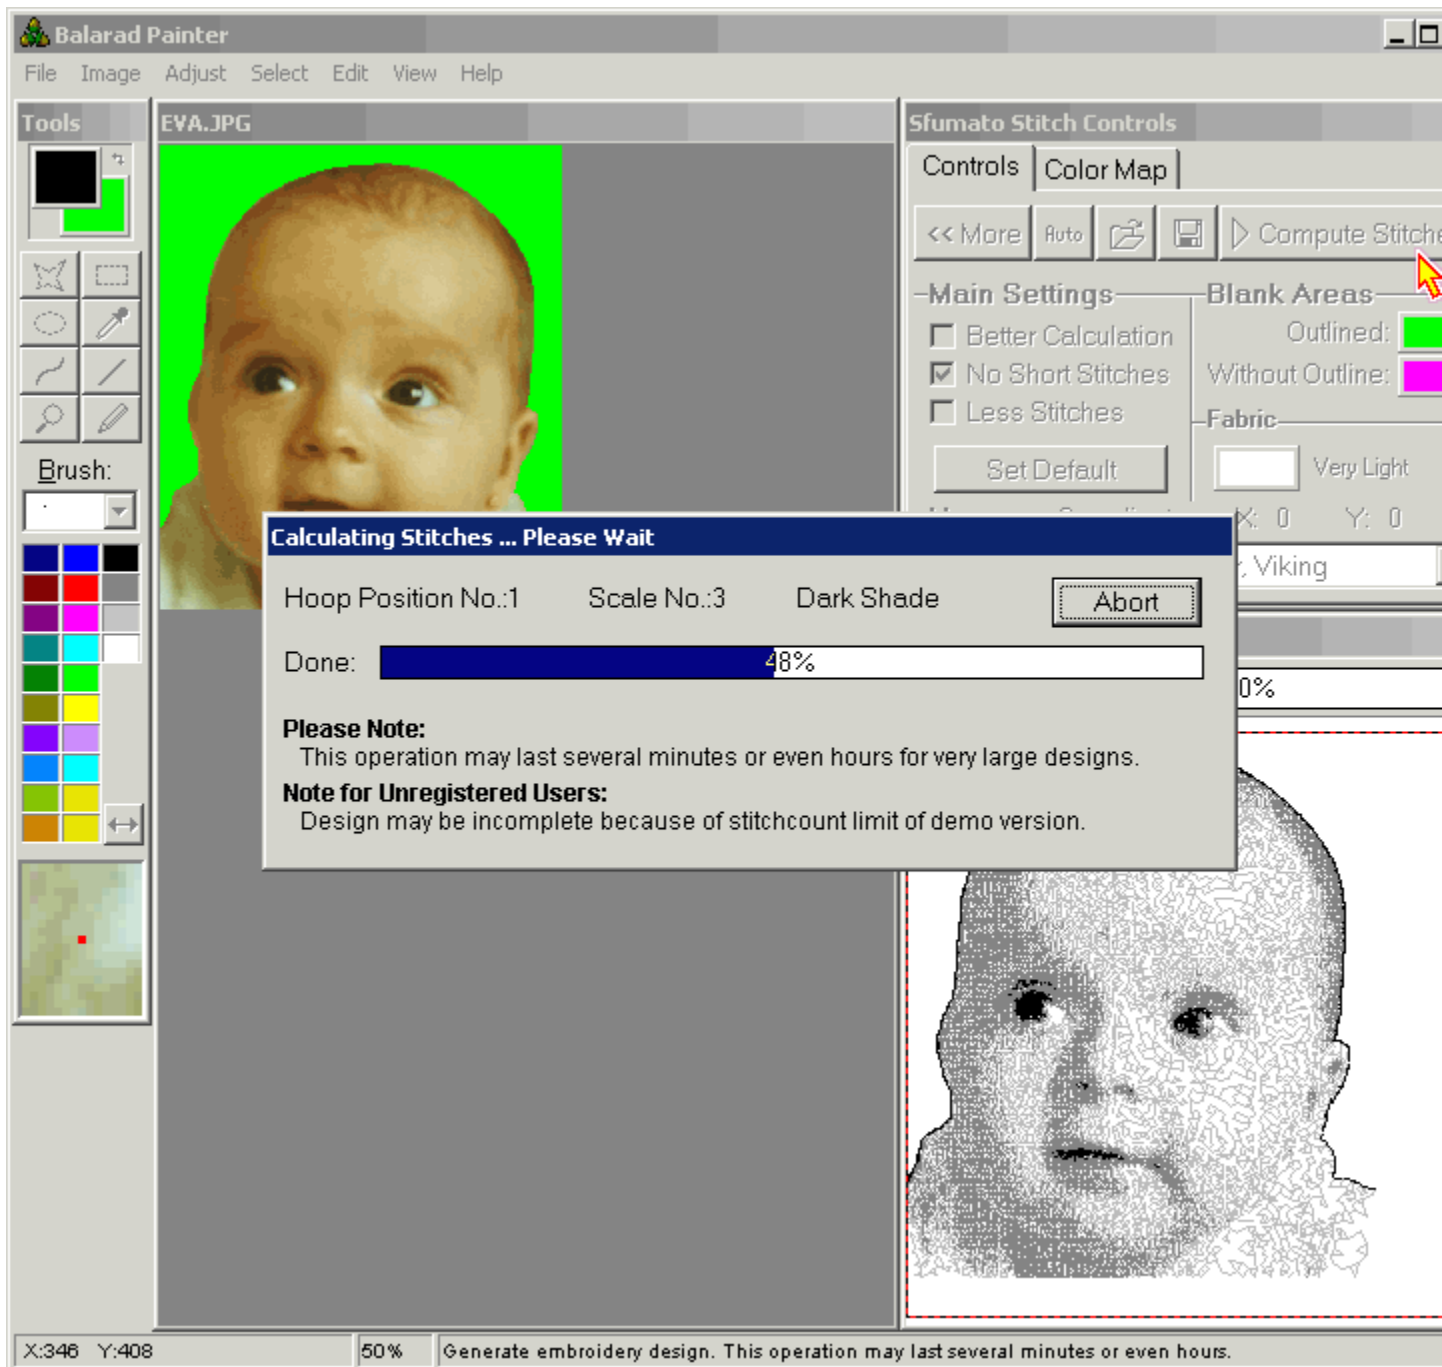 Balarad Painter
File Image Adjust Select Edit View Help
Tools
EVA.JPG
Sfumato Stitch Controls
Controls Color Map
<< More Auto Compute Stitche
Main Settings
Blank Areas
Better Calculation
Outlined:
No Short Stitches
Without Outline:
Less Stitches
Fabric
Set Default
Very Light
Brush:
X: 0 Y: 0
Viking
Calculating Stitches ... Please Wait
Hoop Position No.:1 Scale No.:3 Dark Shade Abort
Done: 48%
0%
Please Note:
This operation may last several minutes or even hours for very large designs.
Note for Unregistered Users:
Design may be incomplete because of stitchcount limit of demo version.
X:346 Y:408 50% Generate embroidery design. This operation may last several minutes or even hours.